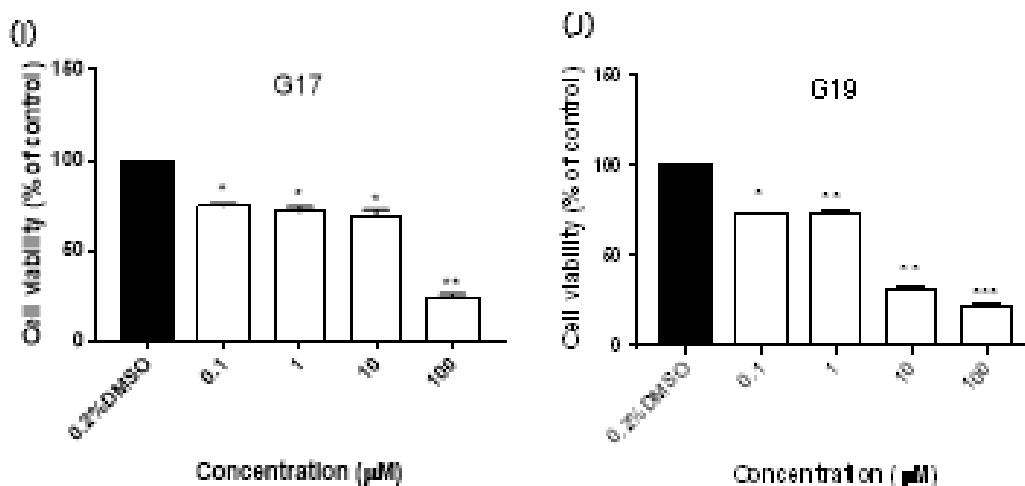 (I)
G17
Cell viability (% of control)
150
100
50
0
* * * **
0.2%DMSO 0.1 1 10 100
Concentration (μM)
(J)
G19
Cell viability (% of control)
150
100
50
0
* ** ** ***
0.2%DMSO 0.1 1 10 100
Concentration (μM)